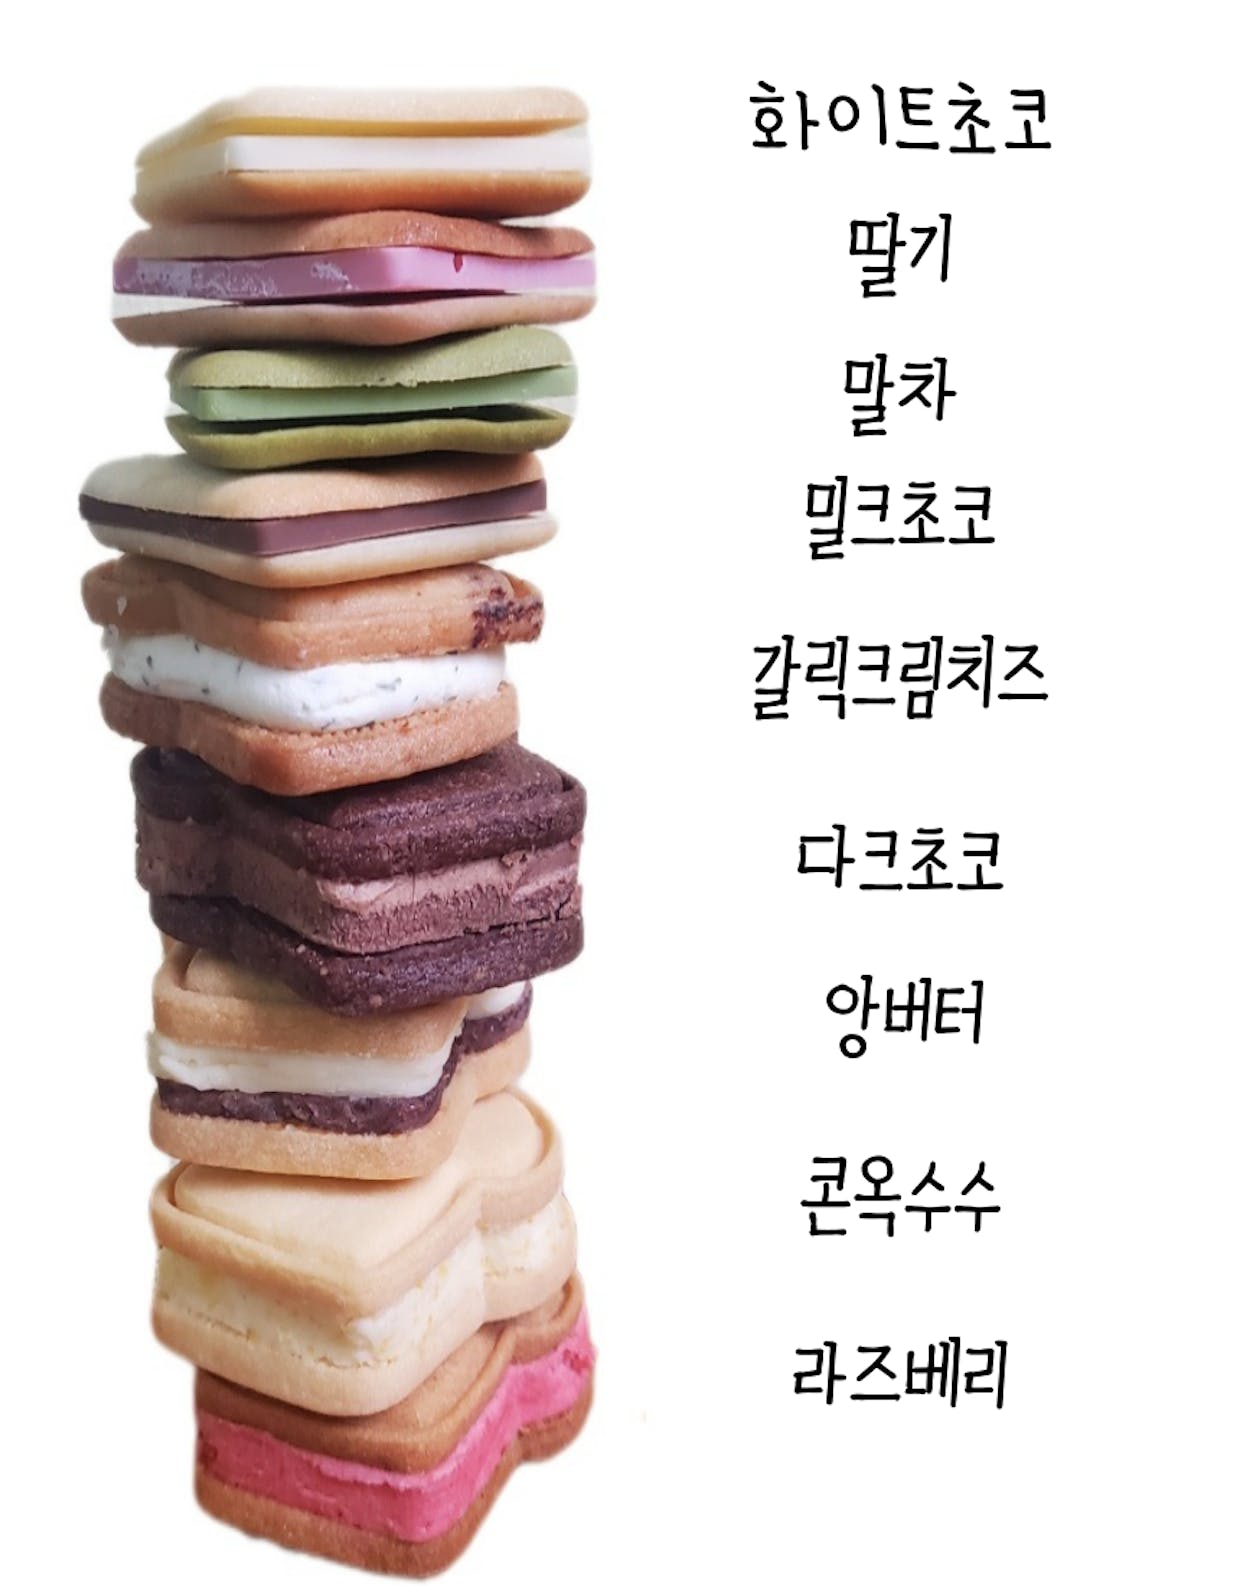 화이트초코
딸기
말차
밀크초코
갈릭크림치즈
다크초코
앙버터
콘옥수수
라즈베리